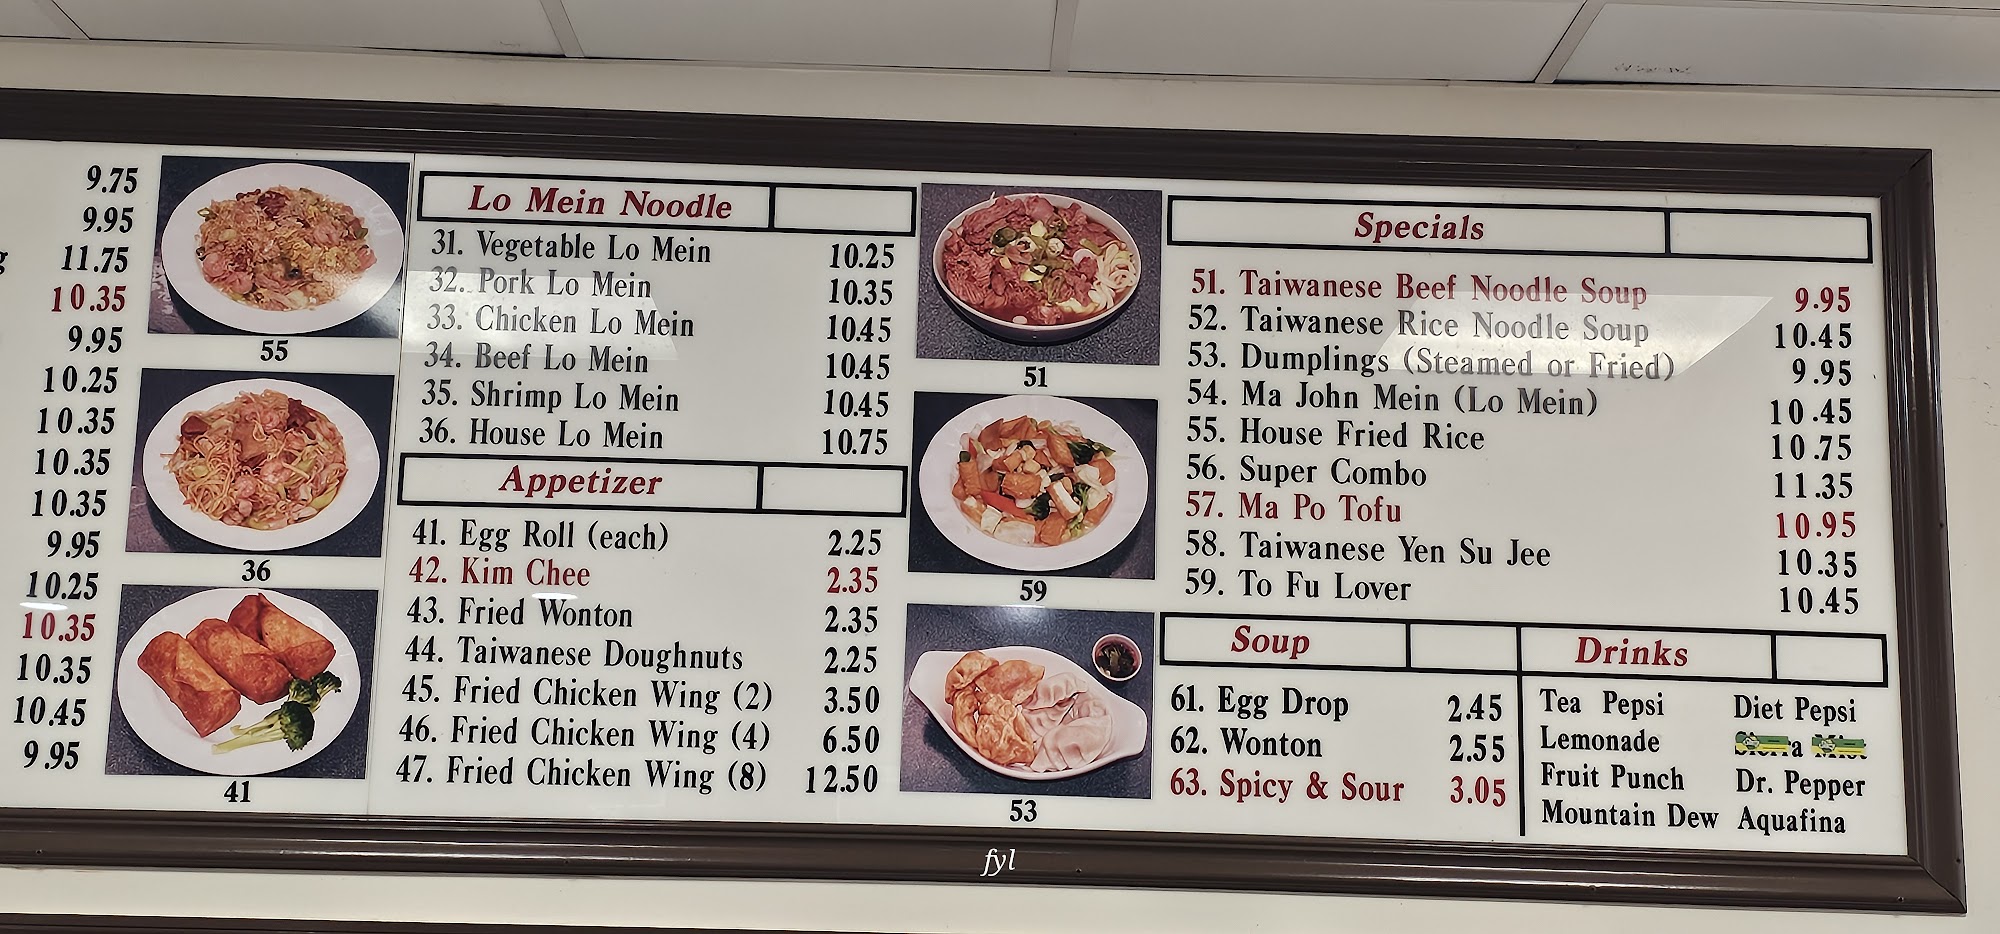 9.75
9.95
11.75
10.35
9.95
10.25
10.35
10.35
10.35
9.95
10.25
10.35
10.35
10.45
9.95
55
36
41
Lo Mein Noodle
31. Vegetable Lo Mein 10.25
32. Pork Lo Mein 10.35
33. Chicken Lo Mein 10.45
34. Beef Lo Mein 10.45
35. Shrimp Lo Mein 10.45
36. House Lo Mein 10.75
Appetizer
41. Egg Roll (each) 2.25
42. Kim Chee 2.35
43. Fried Wonton 2.35
44. Taiwanese Doughnuts 2.25
45. Fried Chicken Wing (2) 3.50
46. Fried Chicken Wing (4) 6.50
47. Fried Chicken Wing (8) 12.50
51
59
53
Specials
51. Taiwanese Beef Noodle Soup 9.95
52. Taiwanese Rice Noodle Soup 10.45
53. Dumplings (Steamed or Fried) 9.95
54. Ma John Mein (Lo Mein) 10.45
55. House Fried Rice 10.75
56. Super Combo 11.35
57. Ma Po Tofu 10.95
58. Taiwanese Yen Su Jee 10.35
59. To Fu Lover 10.45
Soup
61. Egg Drop 2.45
62. Wonton 2.55
63. Spicy & Sour 3.05
Drinks
Tea Pepsi Diet Pepsi
Lemonade
Fruit Punch Dr. Pepper
Mountain Dew Aquafina
fyl